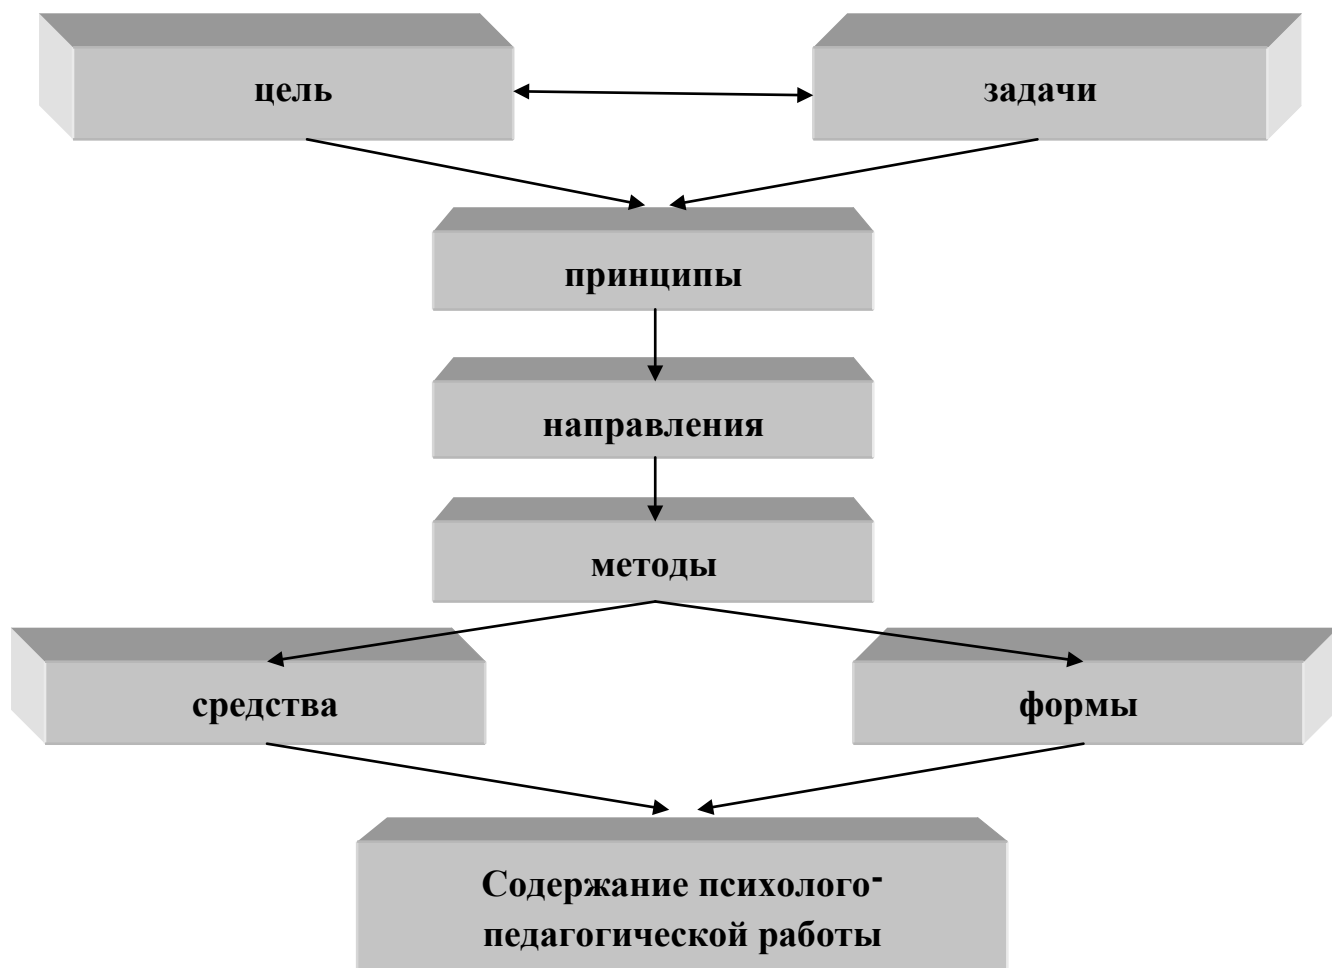 цель
задачи
принципы
направления
методы
средства
формы
Содержание психолого-
педагогической работы